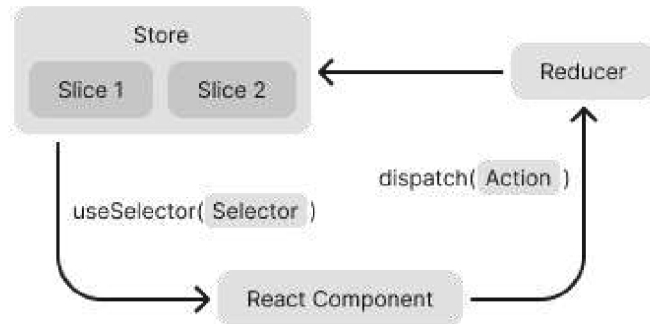 Store
Slice 1 Slice 2
Reducer
dispatch( Action )
useSelector( Selector )
React Component